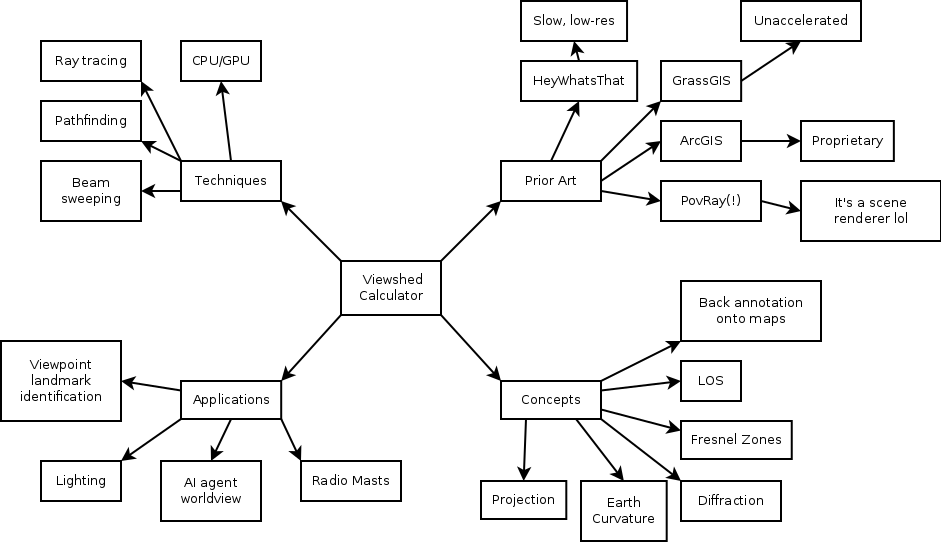 Slow, low-res
Unaccelerated
Ray tracing
CPU/GPU
HeyWhatsThat
GrassGIS
Pathfinding
ArcGIS
Proprietary
Beam
sweeping
Techniques
Prior Art
PovRay(!)
It's a scene
renderer lol
Viewshed
Calculator
Back annotation
onto maps
Viewpoint
landmark
identification
LOS
Applications
Concepts
Fresnel Zones
Lighting
AI agent
worldview
Radio Masts
Projection
Earth
Curvature
Diffraction